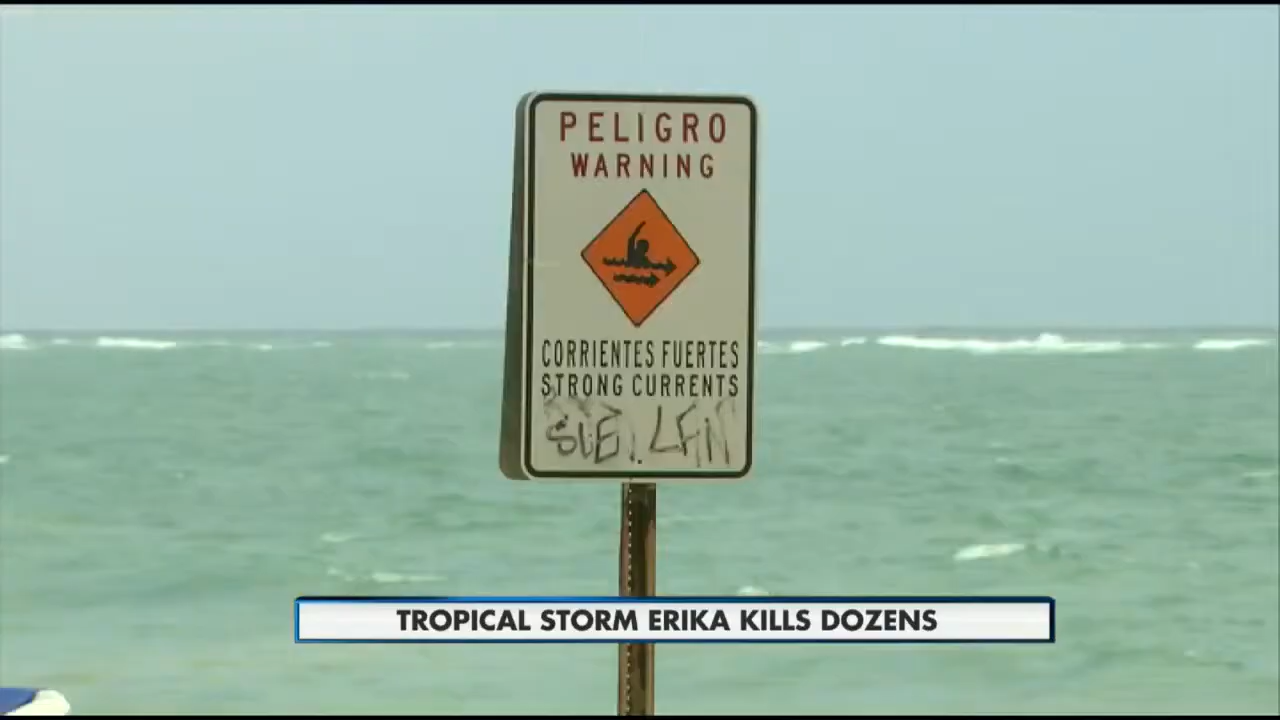 PELIGRO
WARNING
CORRIENTES FUERTES
STRONG CURRENTS
TROPICAL STORM ERIKA KILLS DOZENS